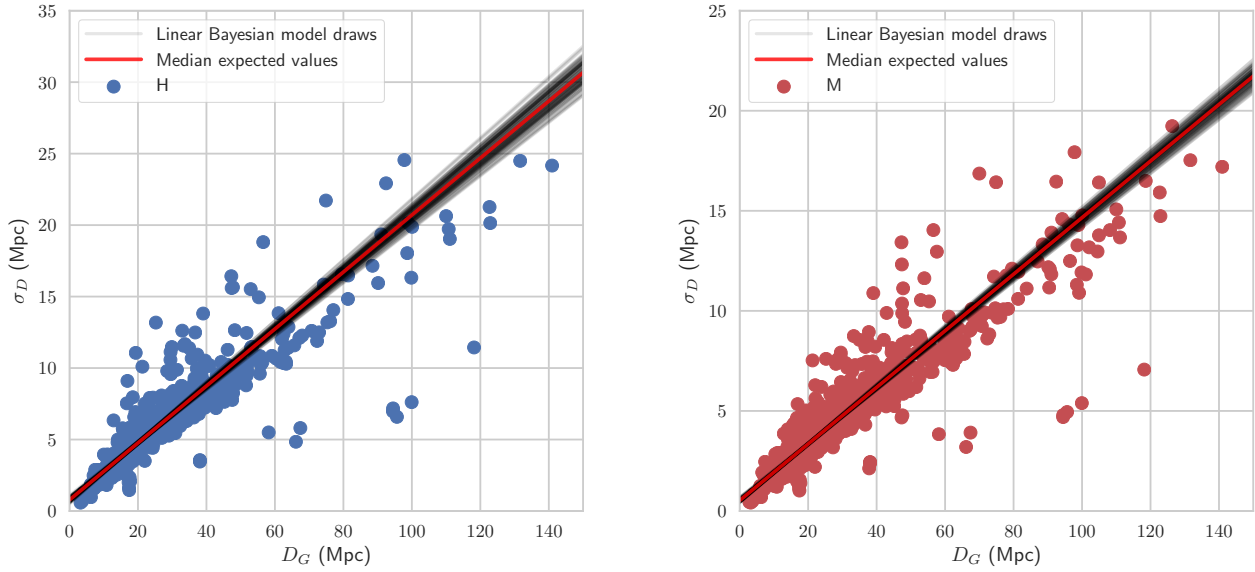 35
30
25
20
15
10
5
0
σ_D (Mpc)
Linear Bayesian model draws
Median expected values
H
0 20 40 60 80 100 120 140
D_G (Mpc)
25
20
15
10
5
0
σ_D (Mpc)
Linear Bayesian model draws
Median expected values
M
0 20 40 60 80 100 120 140
D_G (Mpc)